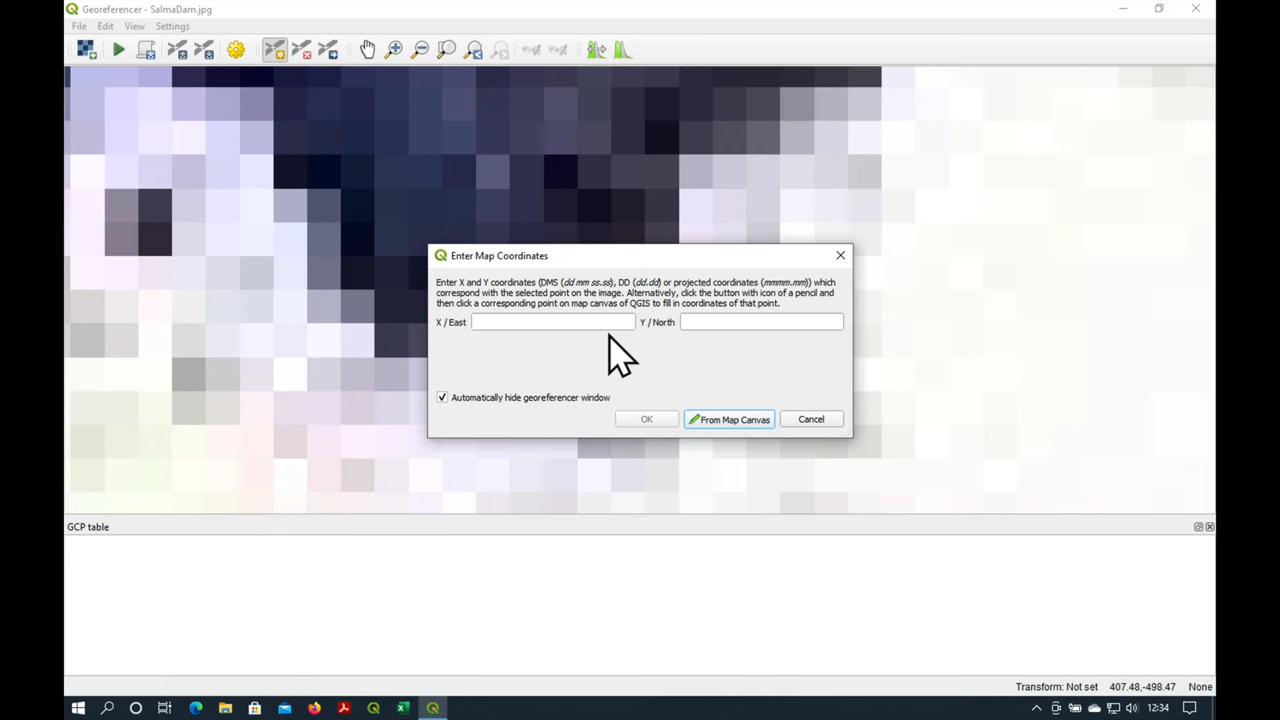 Georeferencer - SalmaDam.jpg
File Edit View Settings
Enter Map Coordinates
Enter X and Y coordinates (DMS (dd mm ss.ss), DD (dd.dd) or projected coordinates (mmmm.mm)) which
correspond with the selected point on the image. Alternatively, click the button with icon of a pencil and
then click a corresponding point on map canvas of QGIS to fill in coordinates of that point.
X / East Y / North
Automatically hide georeferencer window
OK From Map Canvas Cancel
GCP table
Transform: Not set 407.48,-498.47 None
12:34